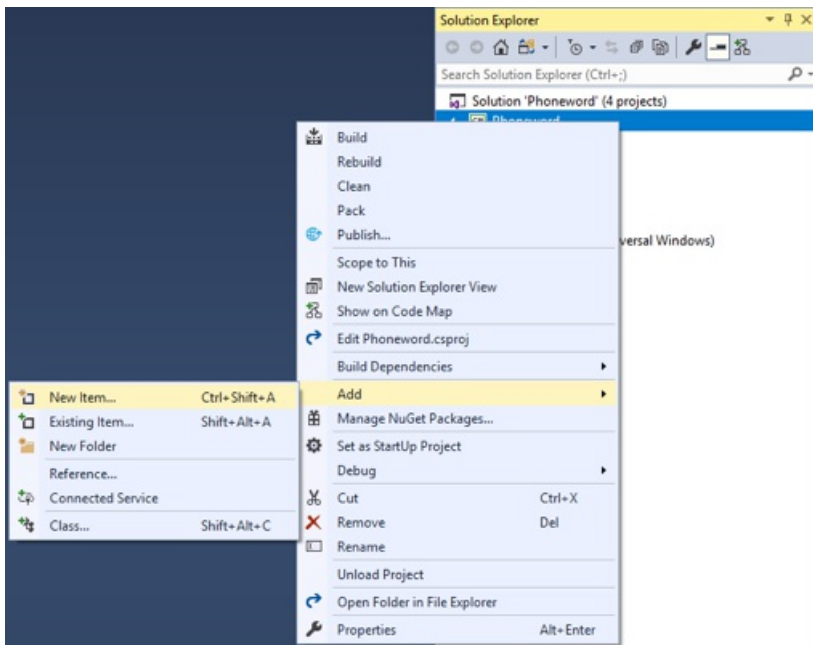 Solution Explorer
Search Solution Explorer (Ctrl+;)
Solution 'Phoneword' (4 projects)
Phoneword
versal Windows)
Build
Rebuild
Clean
Pack
Publish...
Scope to This
New Solution Explorer View
Show on Code Map
Edit Phoneword.csproj
Build Dependencies
Add
Manage NuGet Packages...
Set as StartUp Project
Debug
Cut Ctrl+X
Remove Del
Rename
Unload Project
Open Folder in File Explorer
Properties Alt+Enter
New Item... Ctrl+Shift+A
Existing Item... Shift+Alt+A
New Folder
Reference...
Connected Service
Class... Shift+Alt+C